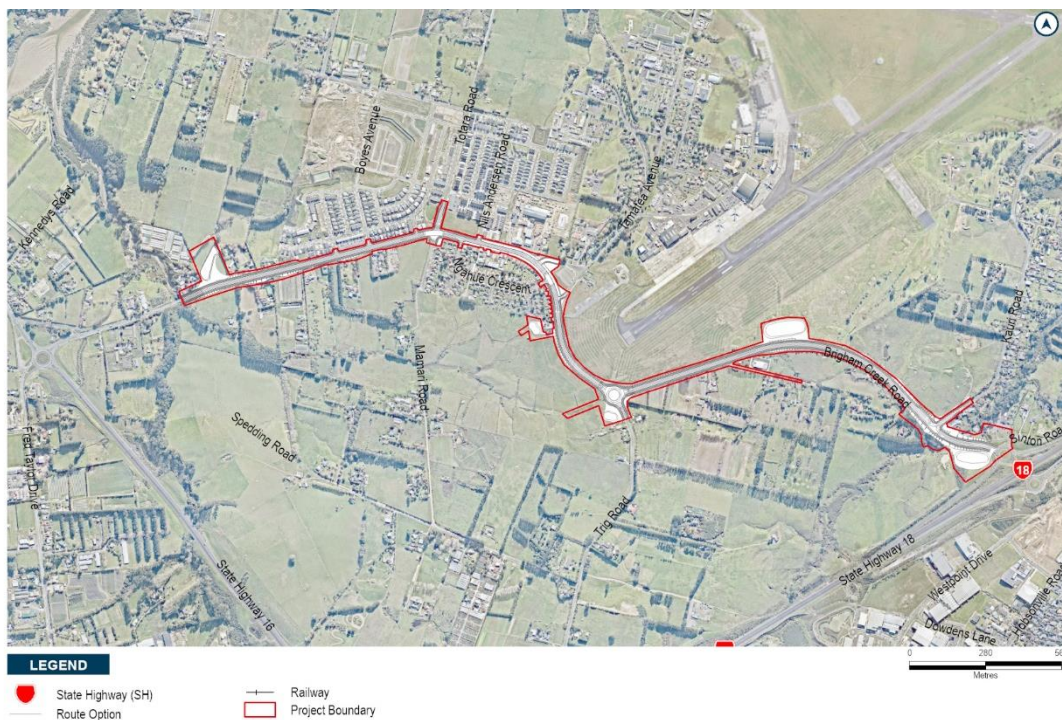 Kennedys Road
Boyes Avenue
Totara Road
Nils Andersen Road
Tamatea Avenue
Ngahue Crescent
Kauri Road
Brigham Creek Road
Mamari Road
Spedding Road
Fred Taylor Drive
Trig Road
Sinton Road
18
State Highway 16
State Highway 18
Westpoint Drive
Hobsonville Road
Dowdens Lane
LEGEND
State Highway (SH)
Route Option
Railway
Project Boundary
0 280 56
Metres